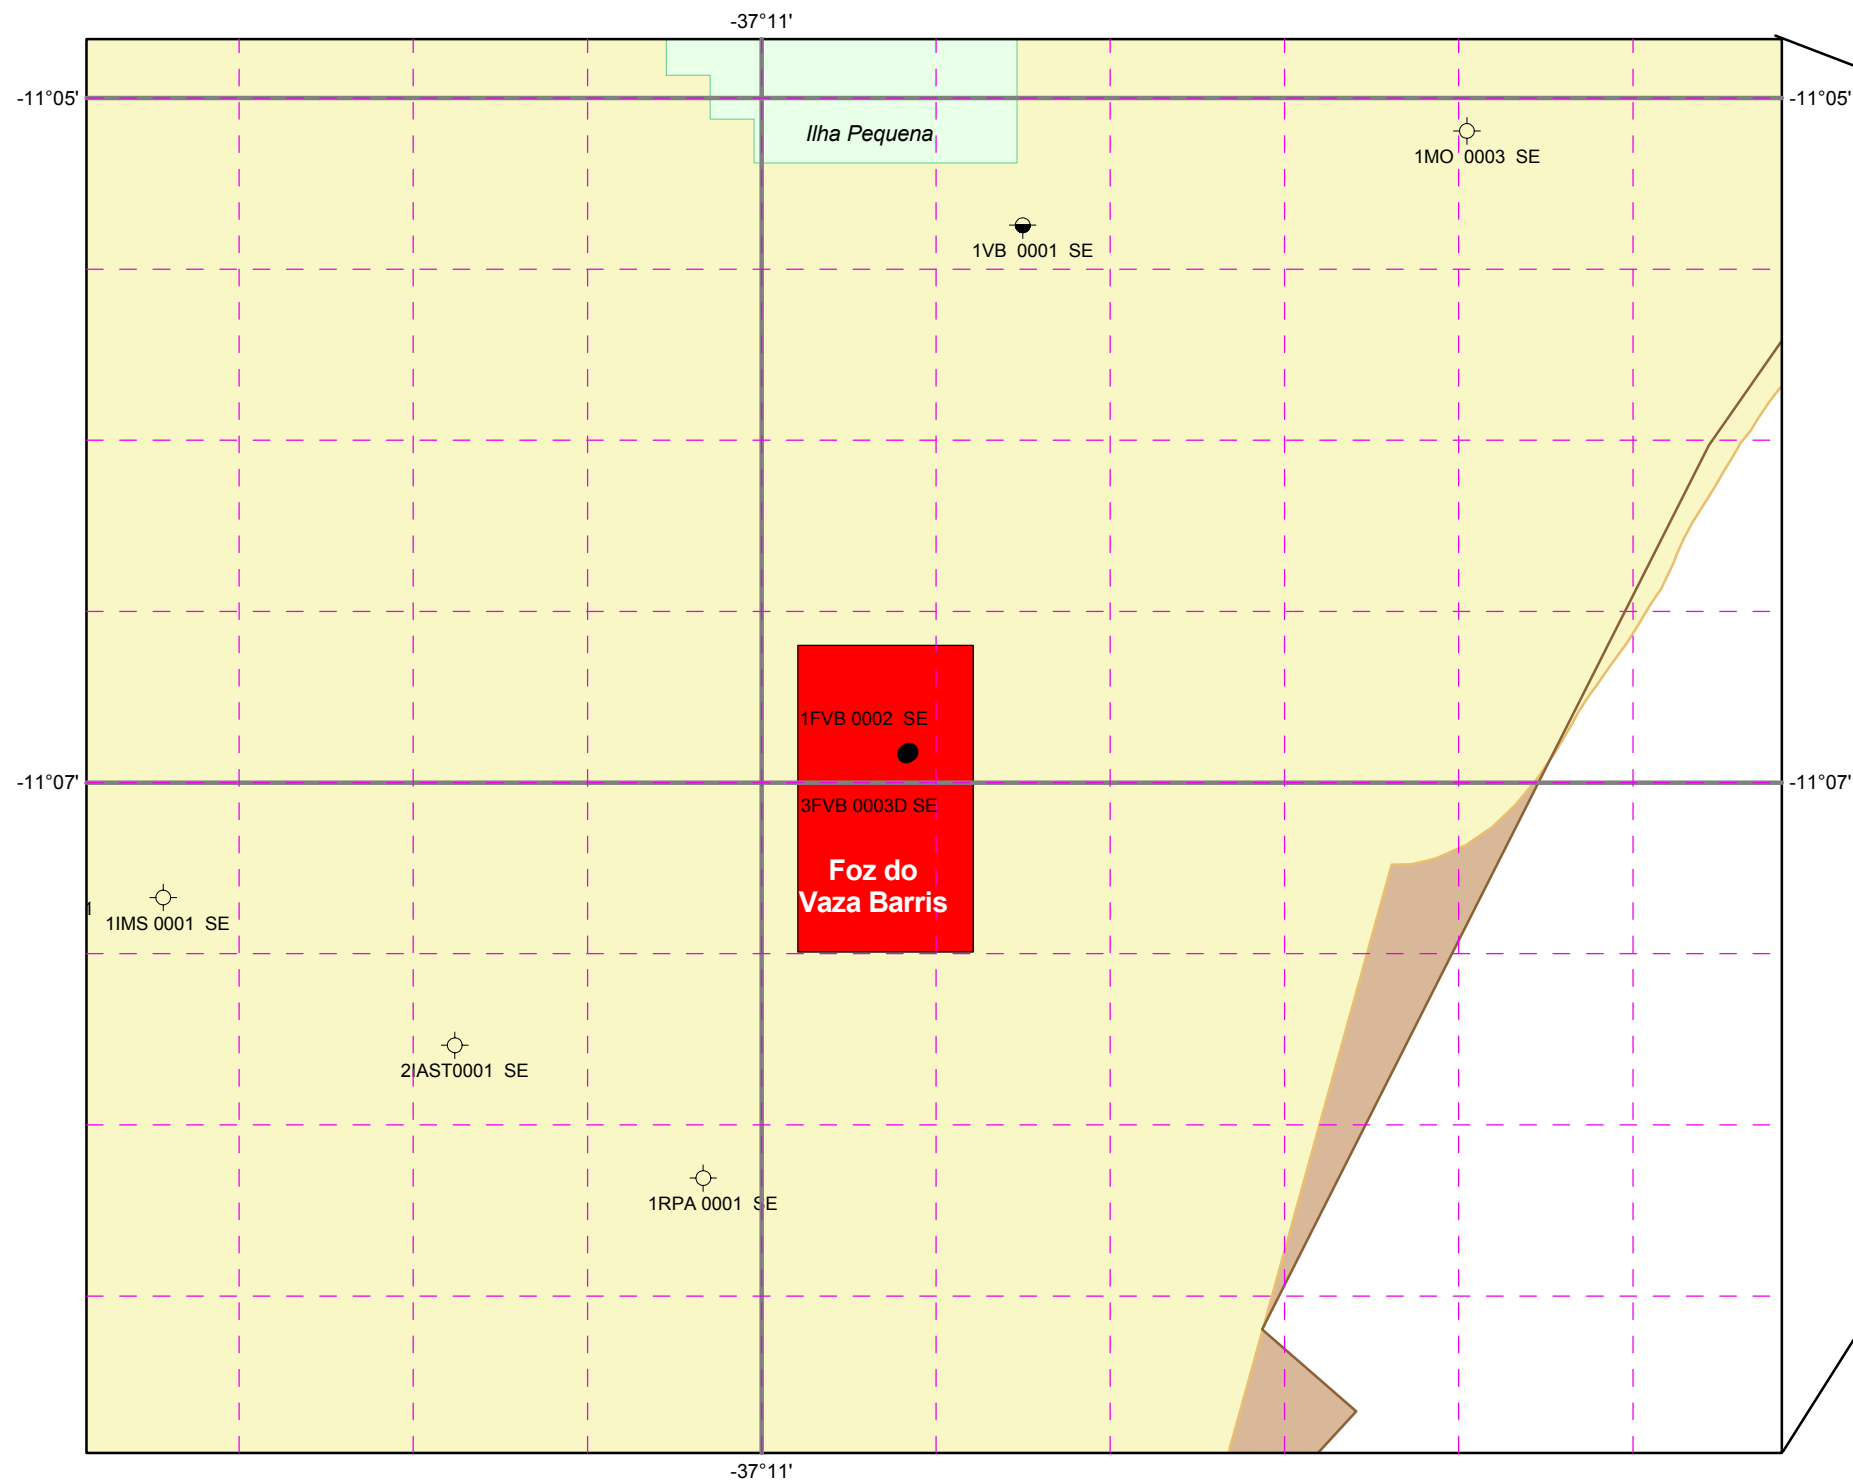 -37°11'
-11°05'
-11°05'
Ilha Pequena
1MO  0003  SE
1VB  0001  SE
1FVB 0002  SE
-11°07'
-11°07'
3FVB 0003D SE
Foz do
Vaza Barris
1IMS 0001  SE
2IAST0001  SE
1RPA 0001  SE
-37°11'